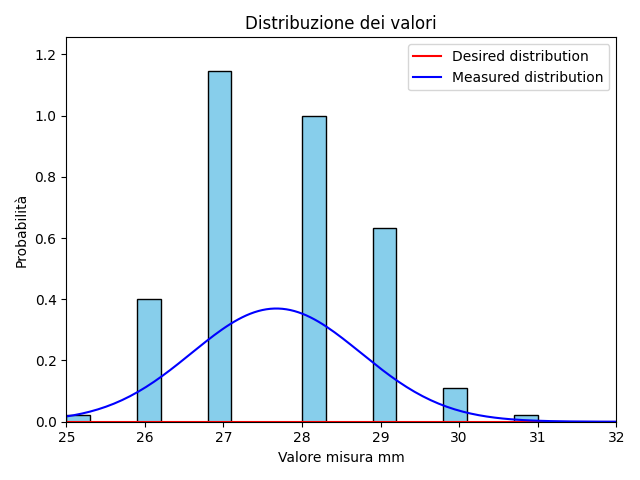 Distribuzione dei valori
Desired distribution
Measured distribution
Probabilità
1.2
1.0
0.8
0.6
0.4
0.2
0.0
25 26 27 28 29 30 31 32
Valore misura mm